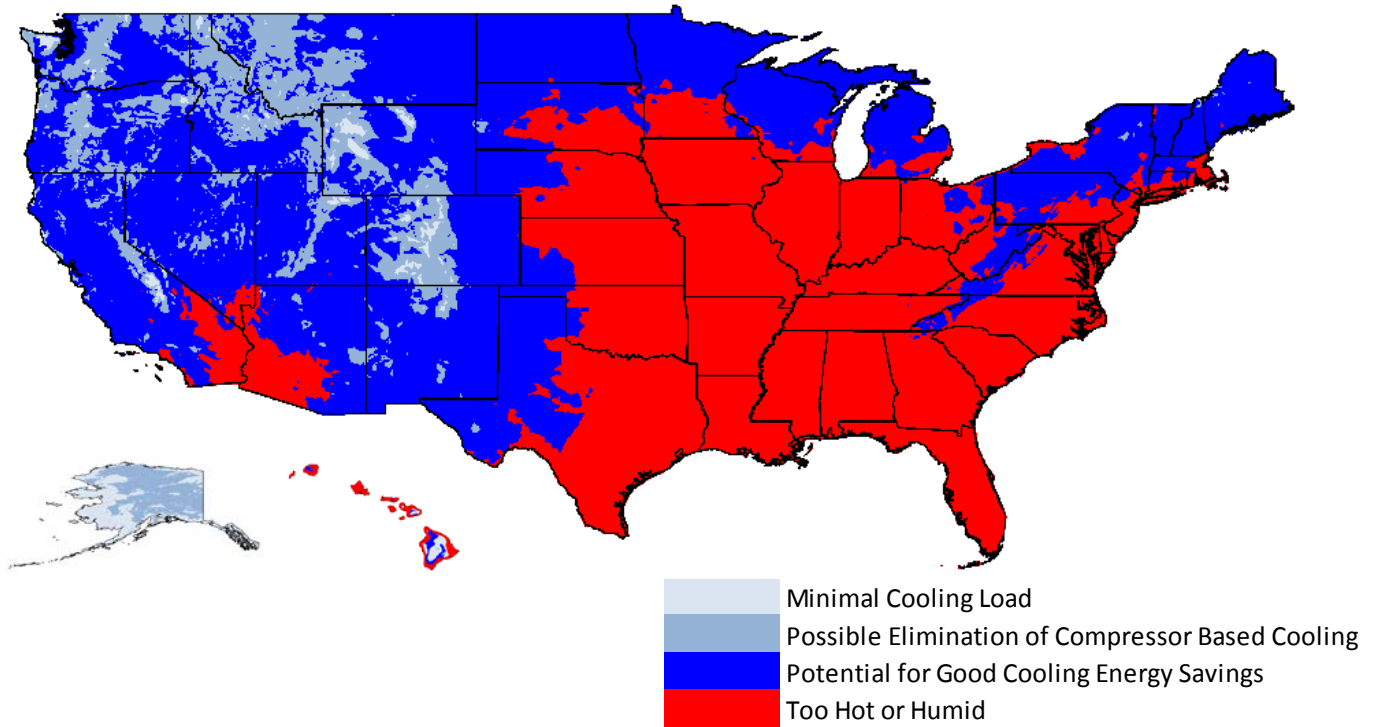 Minimal Cooling Load
Possible Elimination of Compressor Based Cooling
Potential for Good Cooling Energy Savings
Too Hot or Humid